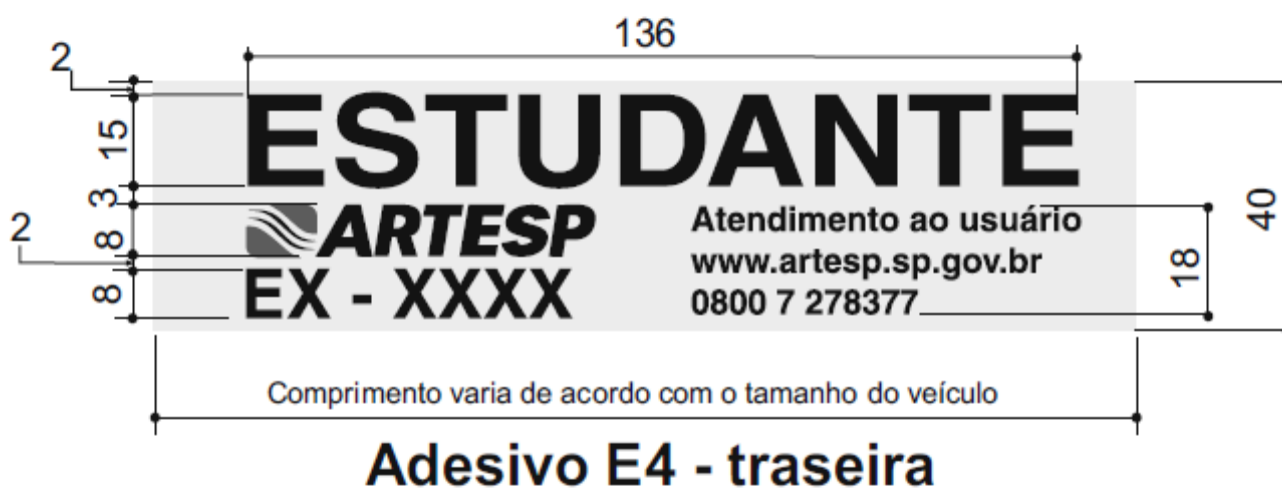 136
2
ESTUDANTE
15
3
ARTESP
Atendimento ao usuário
40
2
8
www.artesp.sp.gov.br
18
8
EX - XXXX
0800 7 278377
Comprimento varia de acordo com o tamanho do veículo
Adesivo E4 - traseira